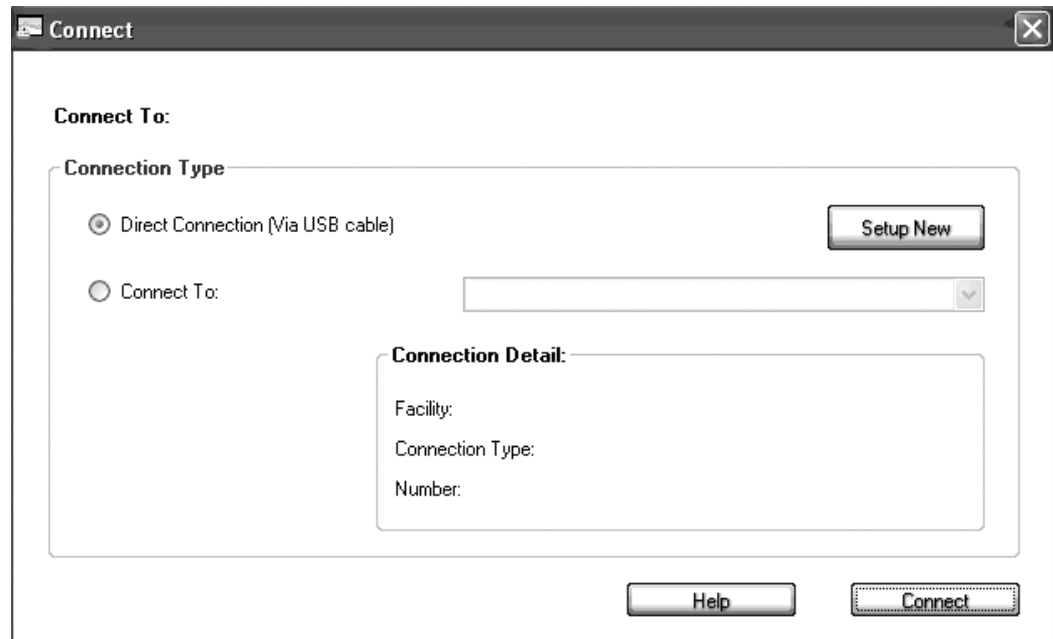 Connect
Connect To:
Connection Type
Direct Connection (Via USB cable)
Setup New
Connect To:
Connection Detail:
Facility:
Connection Type:
Number:
Help
Connect